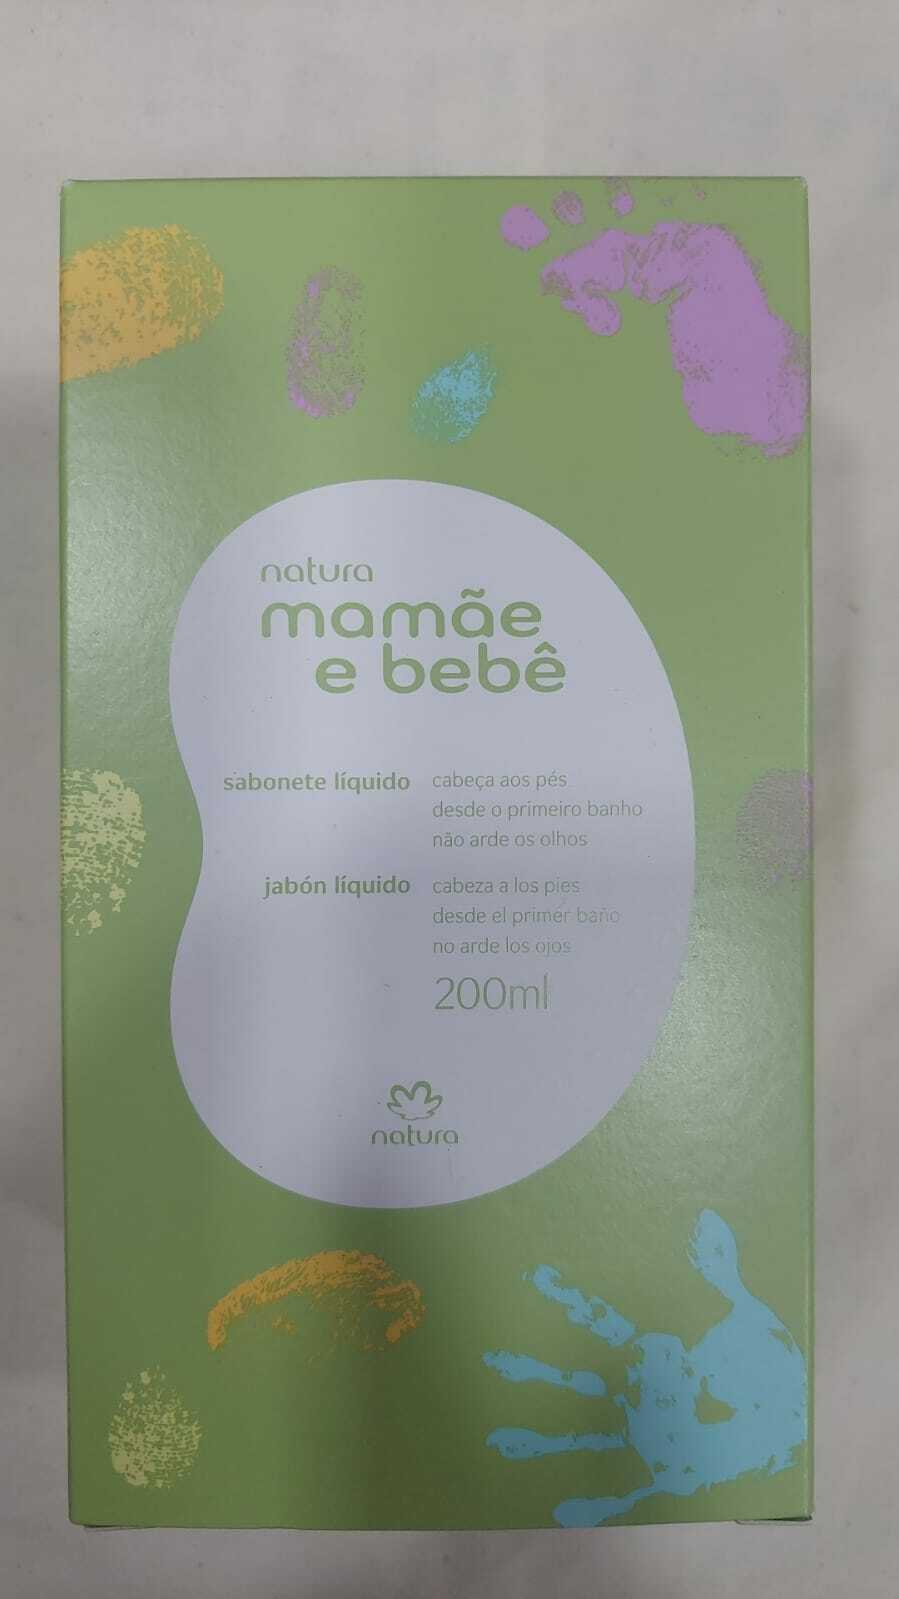 natura
mamãe
e bebê
sabonete líquido
cabeça aos pés
desde o primeiro banho
não arde os olhos
jabón líquido
cabeza a los pies
desde el primer baño
no arde los ojos
200ml
natura